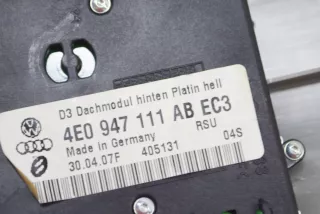 D3 Dachmodul hinten Platin hell
4E0 947 111 AB EC3
Made in Germany RSU
30.04.07F 405131 04S